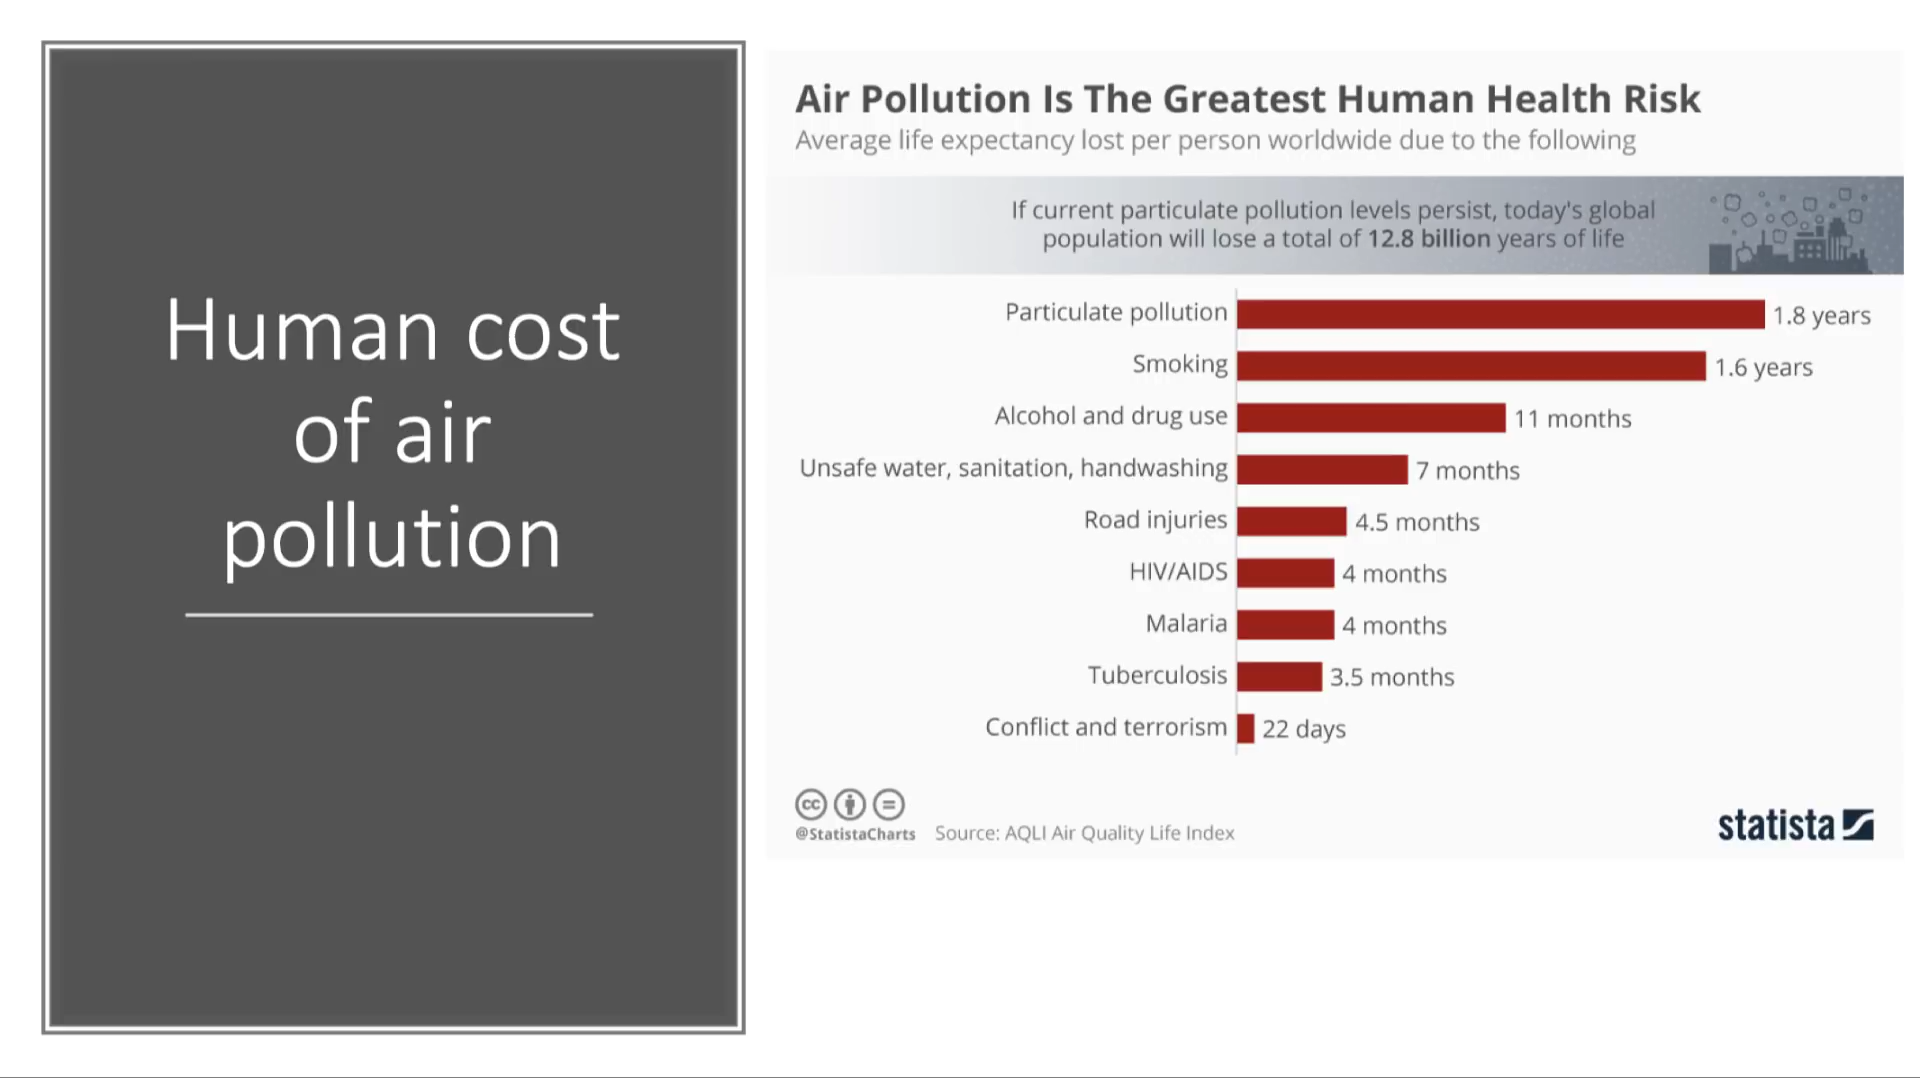 Human cost
of air
pollution
Air Pollution Is The Greatest Human Health Risk
Average life expectancy lost per person worldwide due to the following
If current particulate pollution levels persist, today's global
population will lose a total of 12.8 billion years of life
Particulate pollution 1.8 years
Smoking 1.6 years
Alcohol and drug use 11 months
Unsafe water, sanitation, handwashing 7 months
Road injuries 4.5 months
HIV/AIDS 4 months
Malaria 4 months
Tuberculosis 3.5 months
Conflict and terrorism 22 days
cc
@StatistaCharts Source: AQLI Air Quality Life Index
statista